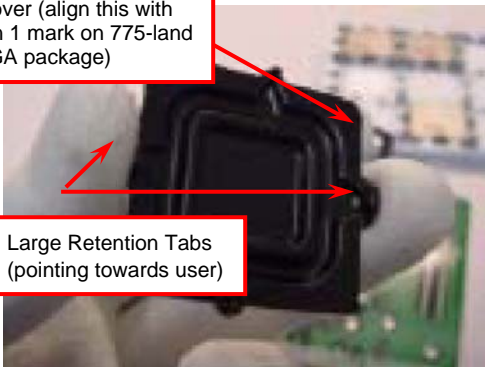 over (align this with
n 1 mark on 775-land
GA package)
Large Retention Tabs
(pointing towards user)